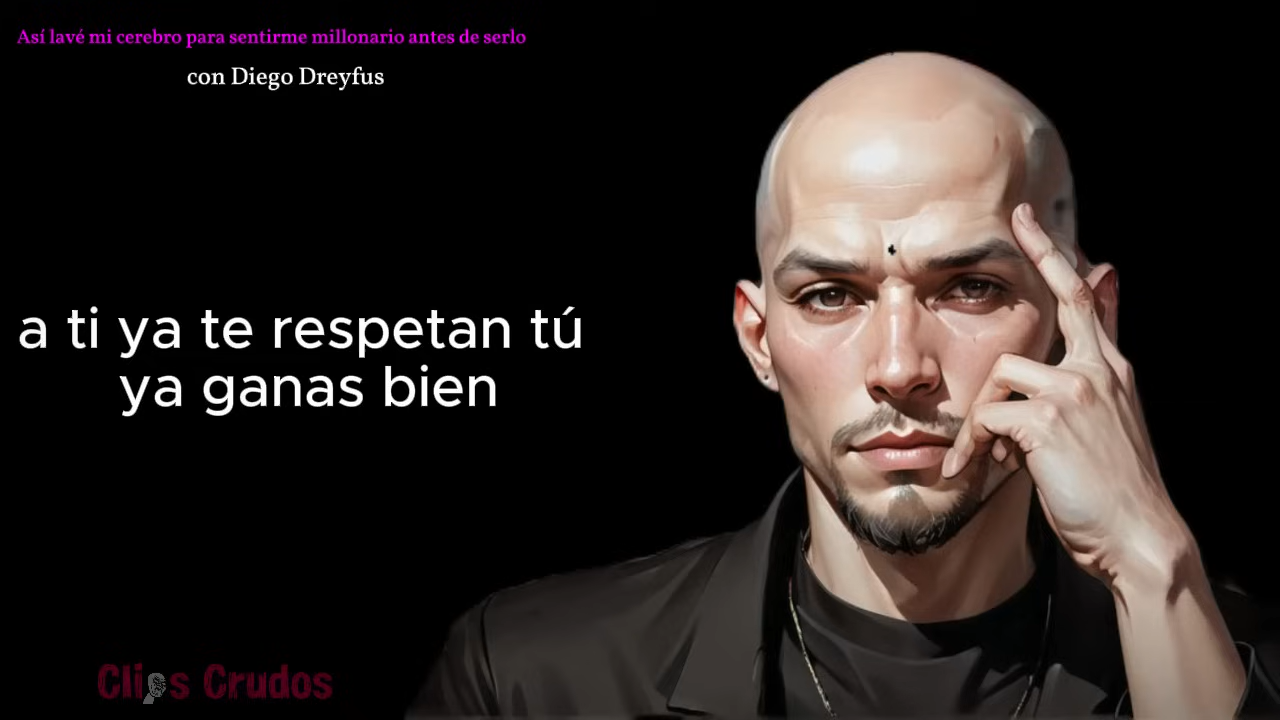 Así lavé mi cerebro para sentirme millonario antes de serlo
con Diego Dreyfus
a ti ya te respetan tú
ya ganas bien
Clips Crudos